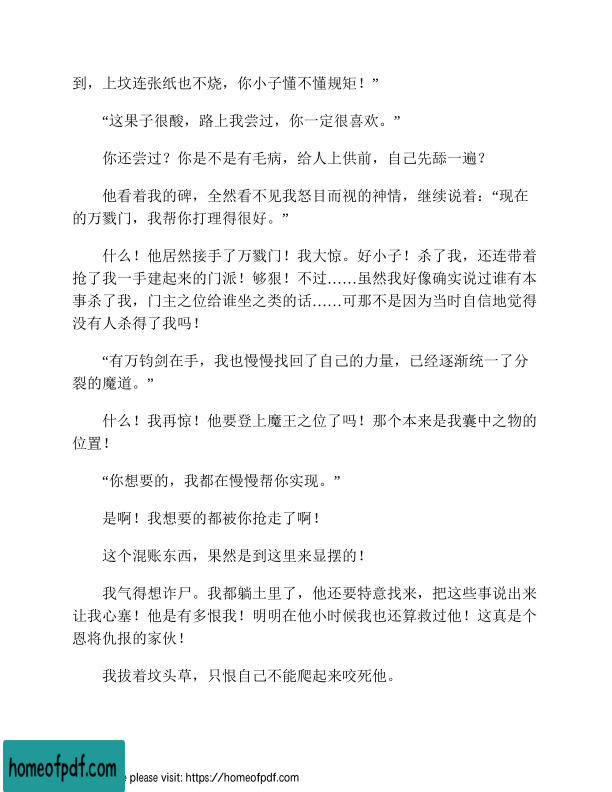 到，上坟连张纸也不烧，你小子懂不懂规矩！”
“这果子很酸，路上我尝过，你一定很喜欢。”
你还尝过？你是不是有毛病，给人上供前，自己先舔一遍？
他看着我的碑，全然看不见我怒目而视的神情，继续说着：“现在
的万戮门，我帮你打理得很好。”
什么！他居然接手了万戮门！我大惊。好小子！杀了我，还连带着
抢了我一手建起来的门派！够狠！不过……虽然我好像确实说过谁有本
事杀了我，门主之位给谁坐之类的话……可那不是因为当时自信地觉得
没有人杀得了我吗！
“有万钧剑在手，我也慢慢找回了自己的力量，已经逐渐统一了分
裂的魔道。”
什么！我再惊！他要登上魔王之位了吗！那个本来是我囊中之物的
位置！
“你想要的，我都在慢慢帮你实现。”
是啊！我想要的都被你抢走了啊！
这个混账东西，果然是到这里来显摆的！
我气得想诈尸。我都躺土里了，他还要特意找来，把这些事说出来
让我心塞！他是有多恨我！明明在他小时候我也还算救过他！这真是个
恩将仇报的家伙！
我拔着坟头草，只恨自己不能爬起来咬死他。
homeofpdf.com
e please visit: https://homeofpdf.com